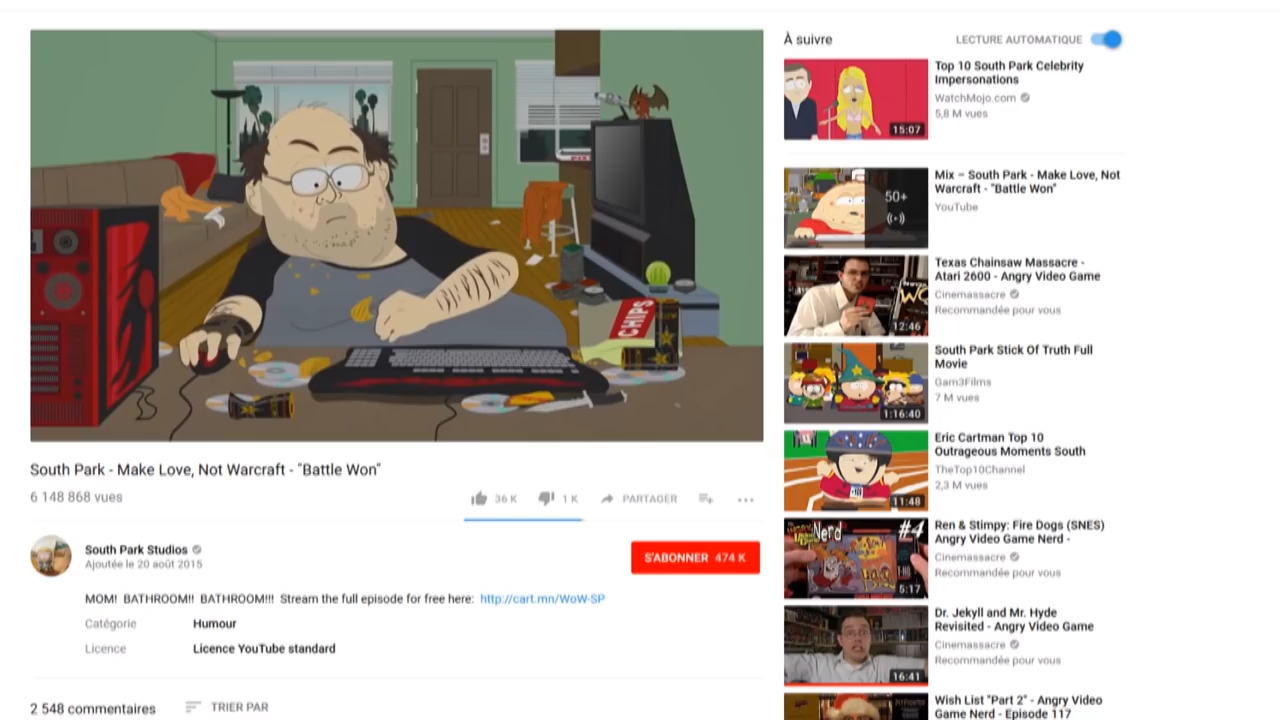 CHIPS
South Park - Make Love, Not Warcraft - "Battle Won"
6 148 868 vues
36 K
1 K
PARTAGER
South Park Studios
Ajoutée le 20 août 2015
S'ABONNER 474 K
MOM! BATHROOM!! BATHROOM!!! Stream the full episode for free here: http://cart.mn/WoW-SP
Catégorie Humour
Licence Licence YouTube standard
2 548 commentaires
TRIER PAR
À suivre
LECTURE AUTOMATIQUE
15:07
Top 10 South Park Celebrity
Impersonations
WatchMojo.com
5,8 M vues
50+
Mix – South Park - Make Love, Not
Warcraft - "Battle Won"
YouTube
12:46
Texas Chainsaw Massacre -
Atari 2600 - Angry Video Game
Cinemassacre
Recommandée pour vous
1:16:40
South Park Stick Of Truth Full
Movie
Gam3Films
7 M vues
11:48
Eric Cartman Top 10
Outrageous Moments South
TheTop10Channel
2,3 M vues
Nerd
#4
5:17
Ren & Stimpy: Fire Dogs (SNES)
Angry Video Game Nerd -
Cinemassacre
Recommandée pour vous
16:41
Dr. Jekyll and Mr. Hyde
Revisited - Angry Video Game
Cinemassacre
Recommandée pour vous
Wish List "Part 2" - Angry Video
Game Nerd - Episode 117